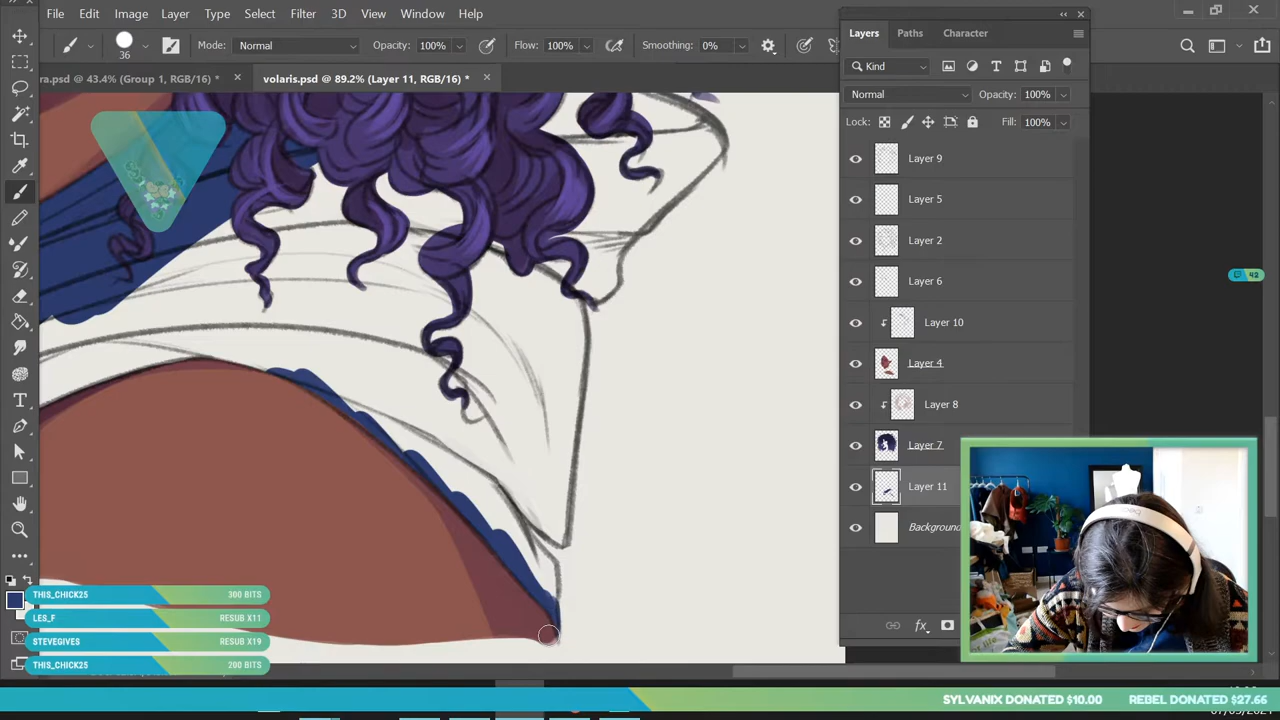 File Edit Image Layer Type Select Filter 3D View Window Help
36 Mode: Normal Opacity: 100% Flow: 100% Smoothing: 0%
ra.psd @ 43.4% (Group 1, RGB/16) * volaris.psd @ 89.2% (Layer 11, RGB/16) *
Layers Paths Character
Kind
Normal Opacity: 100%
Lock: Fill: 100%
Layer 9
Layer 5
Layer 2
Layer 6
Layer 10
Layer 4
Layer 8
Layer 7
Layer 11
Background
fx
42
THIS_CHICK25 300 BITS
LES_F RESUB X11
STEVEGIVES RESUB X19
THIS_CHICK25 200 BITS
SYLVANIX DONATED $10.00 REBEL DONATED $27.66